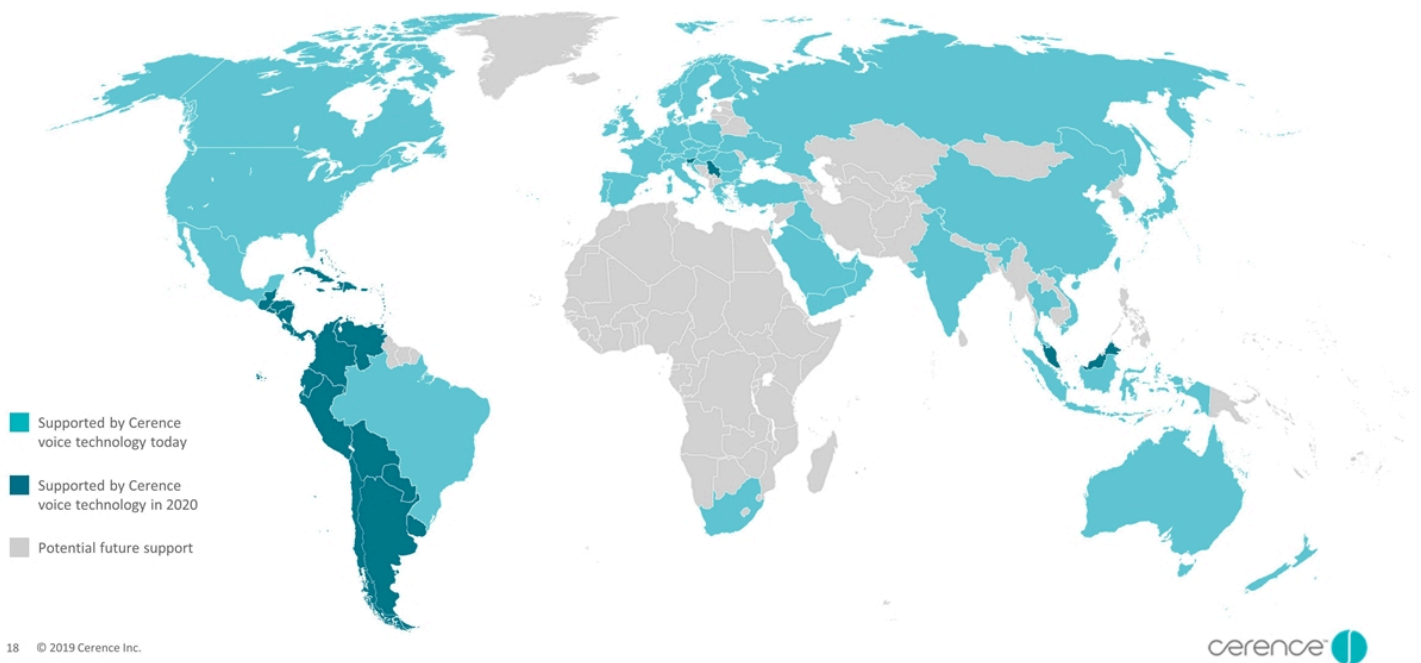 Supported by Cerence
voice technology today
Supported by Cerence
voice technology in 2020
Potential future support
18 © 2019 Cerence Inc.
cerence™